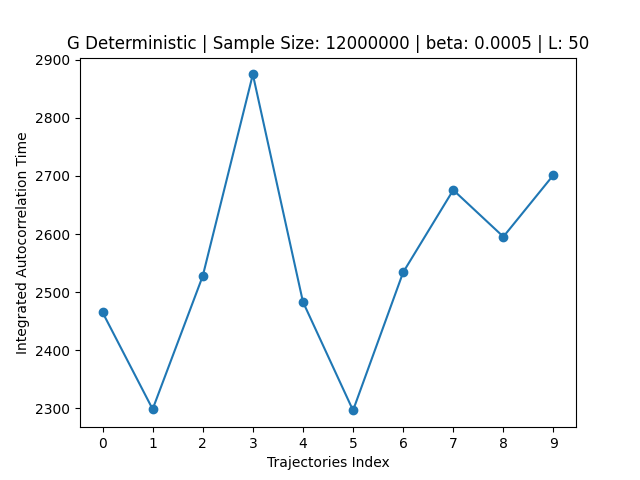 G Deterministic | Sample Size: 12000000 | beta: 0.0005 | L: 50
Integrated Autocorrelation Time
2900
2800
2700
2600
2500
2400
2300
0 1 2 3 4 5 6 7 8 9
Trajectories Index